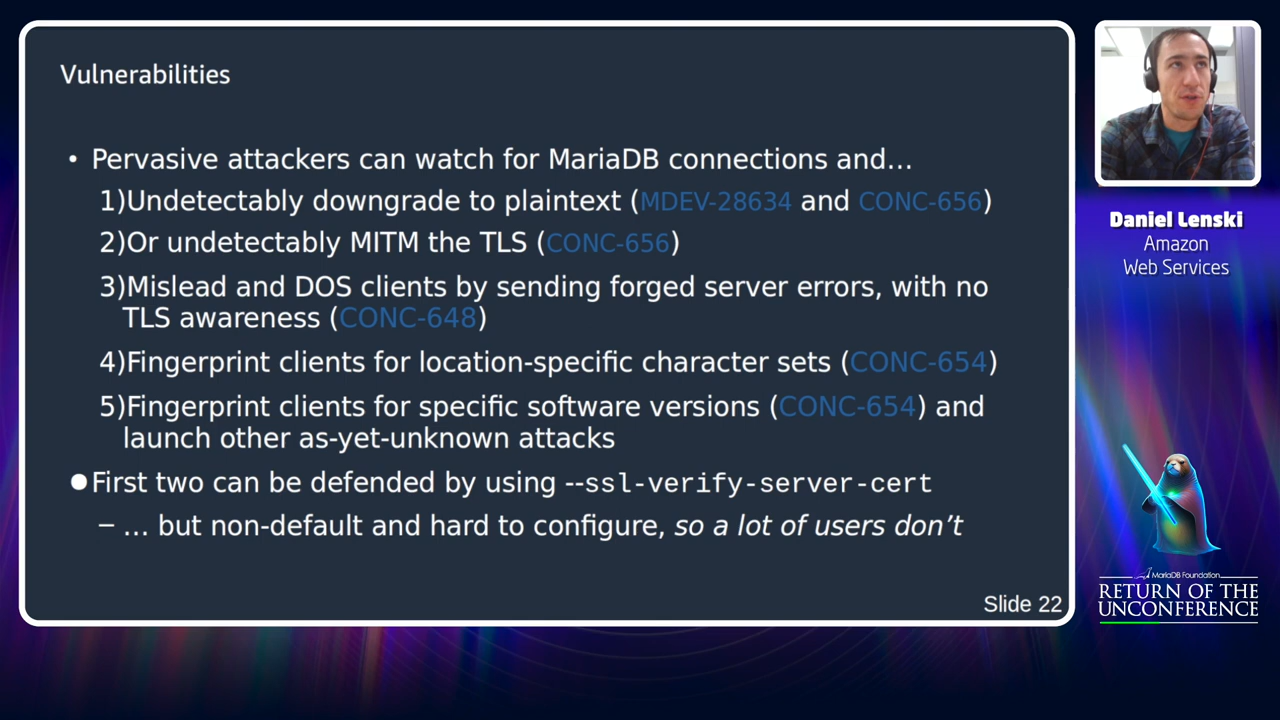 Vulnerabilities
• Pervasive attackers can watch for MariaDB connections and…
1)Undetectably downgrade to plaintext (MDEV-28634 and CONC-656)
2)Or undetectably MITM the TLS (CONC-656)
3)Mislead and DOS clients by sending forged server errors, with no
TLS awareness (CONC-648)
4)Fingerprint clients for location-specific character sets (CONC-654)
5)Fingerprint clients for specific software versions (CONC-654) and
launch other as-yet-unknown attacks
●First two can be defended by using --ssl-verify-server-cert
– … but non-default and hard to configure, so a lot of users don’t
Slide 22
Daniel Lenski
Amazon
Web Services
MariaDB Foundation
RETURN OF THE
UNCONFERENCE